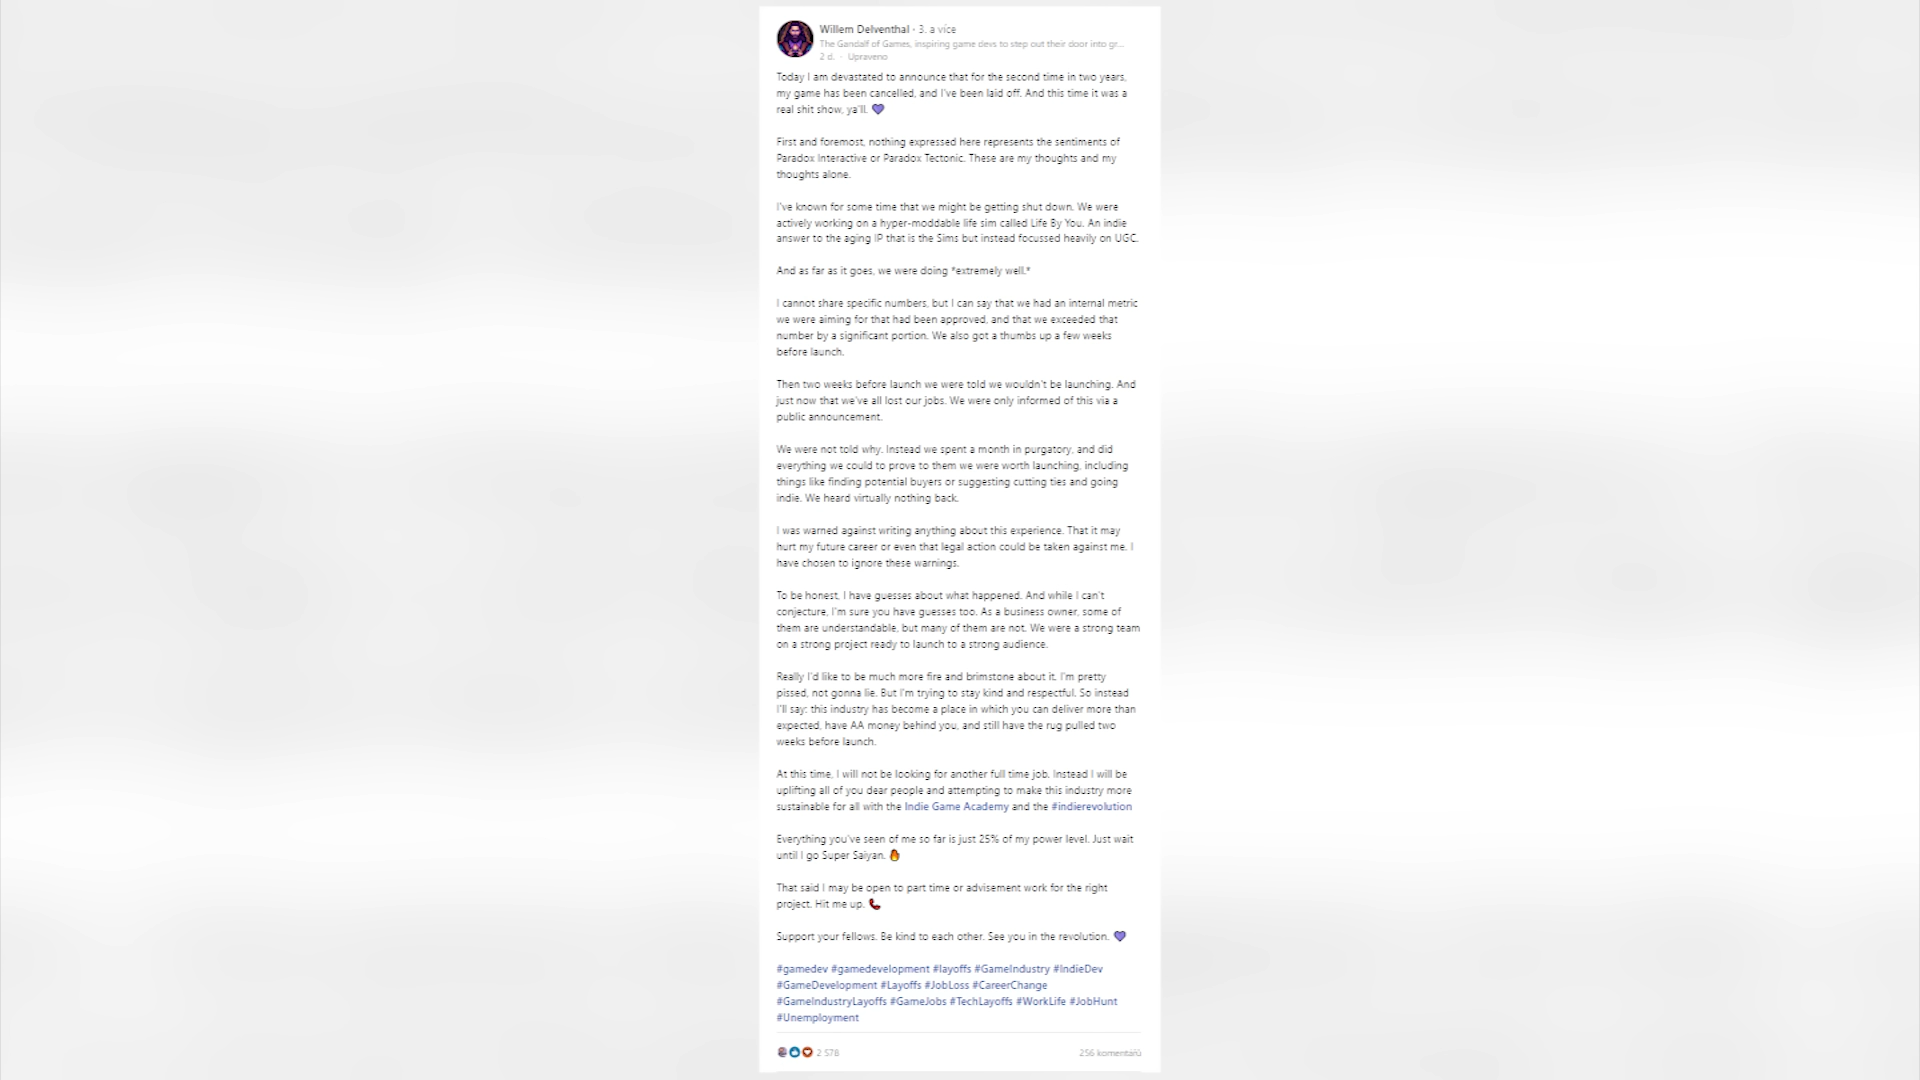 Willem Delventhal · 3. a více
The Gandalf of Games, inspiring game devs to step out their door into gr...
2 d. · Upraveno
Today I am devastated to announce that for the second time in two years,
my game has been cancelled, and I've been laid off. And this time it was a
real shit show, ya'll. 💜
First and foremost, nothing expressed here represents the sentiments of
Paradox Interactive or Paradox Tectonic. These are my thoughts and my
thoughts alone.
I've known for some time that we might be getting shut down. We were
actively working on a hyper-moddable life sim called Life By You. An indie
answer to the aging IP that is the Sims but instead focussed heavily on UGC.
And as far as it goes, we were doing *extremely well.*
I cannot share specific numbers, but I can say that we had an internal metric
we were aiming for that had been approved, and that we exceeded that
number by a significant portion. We also got a thumbs up a few weeks
before launch.
Then two weeks before launch we were told we wouldn't be launching. And
just now that we've all lost our jobs. We were only informed of this via a
public announcement.
We were not told why. Instead we spent a month in purgatory, and did
everything we could to prove to them we were worth launching, including
things like finding potential buyers or suggesting cutting ties and going
indie. We heard virtually nothing back.
I was warned against writing anything about this experience. That it may
hurt my future career or even that legal action could be taken against me. I
have chosen to ignore these warnings.
To be honest, I have guesses about what happened. And while I can't
conjecture, I'm sure you have guesses too. As a business owner, some of
them are understandable, but many of them are not. We were a strong team
on a strong project ready to launch to a strong audience.
Really I'd like to be much more fire and brimstone about it. I'm pretty
pissed, not gonna lie. But I'm trying to stay kind and respectful. So instead
I'll say: this industry has become a place in which you can deliver more than
expected, have AA money behind you, and still have the rug pulled two
weeks before launch.
At this time, I will not be looking for another full time job. Instead I will be
uplifting all of you dear people and attempting to make this industry more
sustainable for all with the Indie Game Academy and the #indierevolution
Everything you've seen of me so far is just 25% of my power level. Just wait
until I go Super Saiyan. 🔥
That said I may be open to part time or advisement work for the right
project. Hit me up. 📞
Support your fellows. Be kind to each other. See you in the revolution. 💜
#gamedev #gamedevelopment #layoffs #GameIndustry #IndieDev
#GameDevelopment #Layoffs #JobLoss #CareerChange
#GameIndustryLayoffs #GameJobs #TechLayoffs #WorkLife #JobHunt
#Unemployment
2 578
256 komentářů